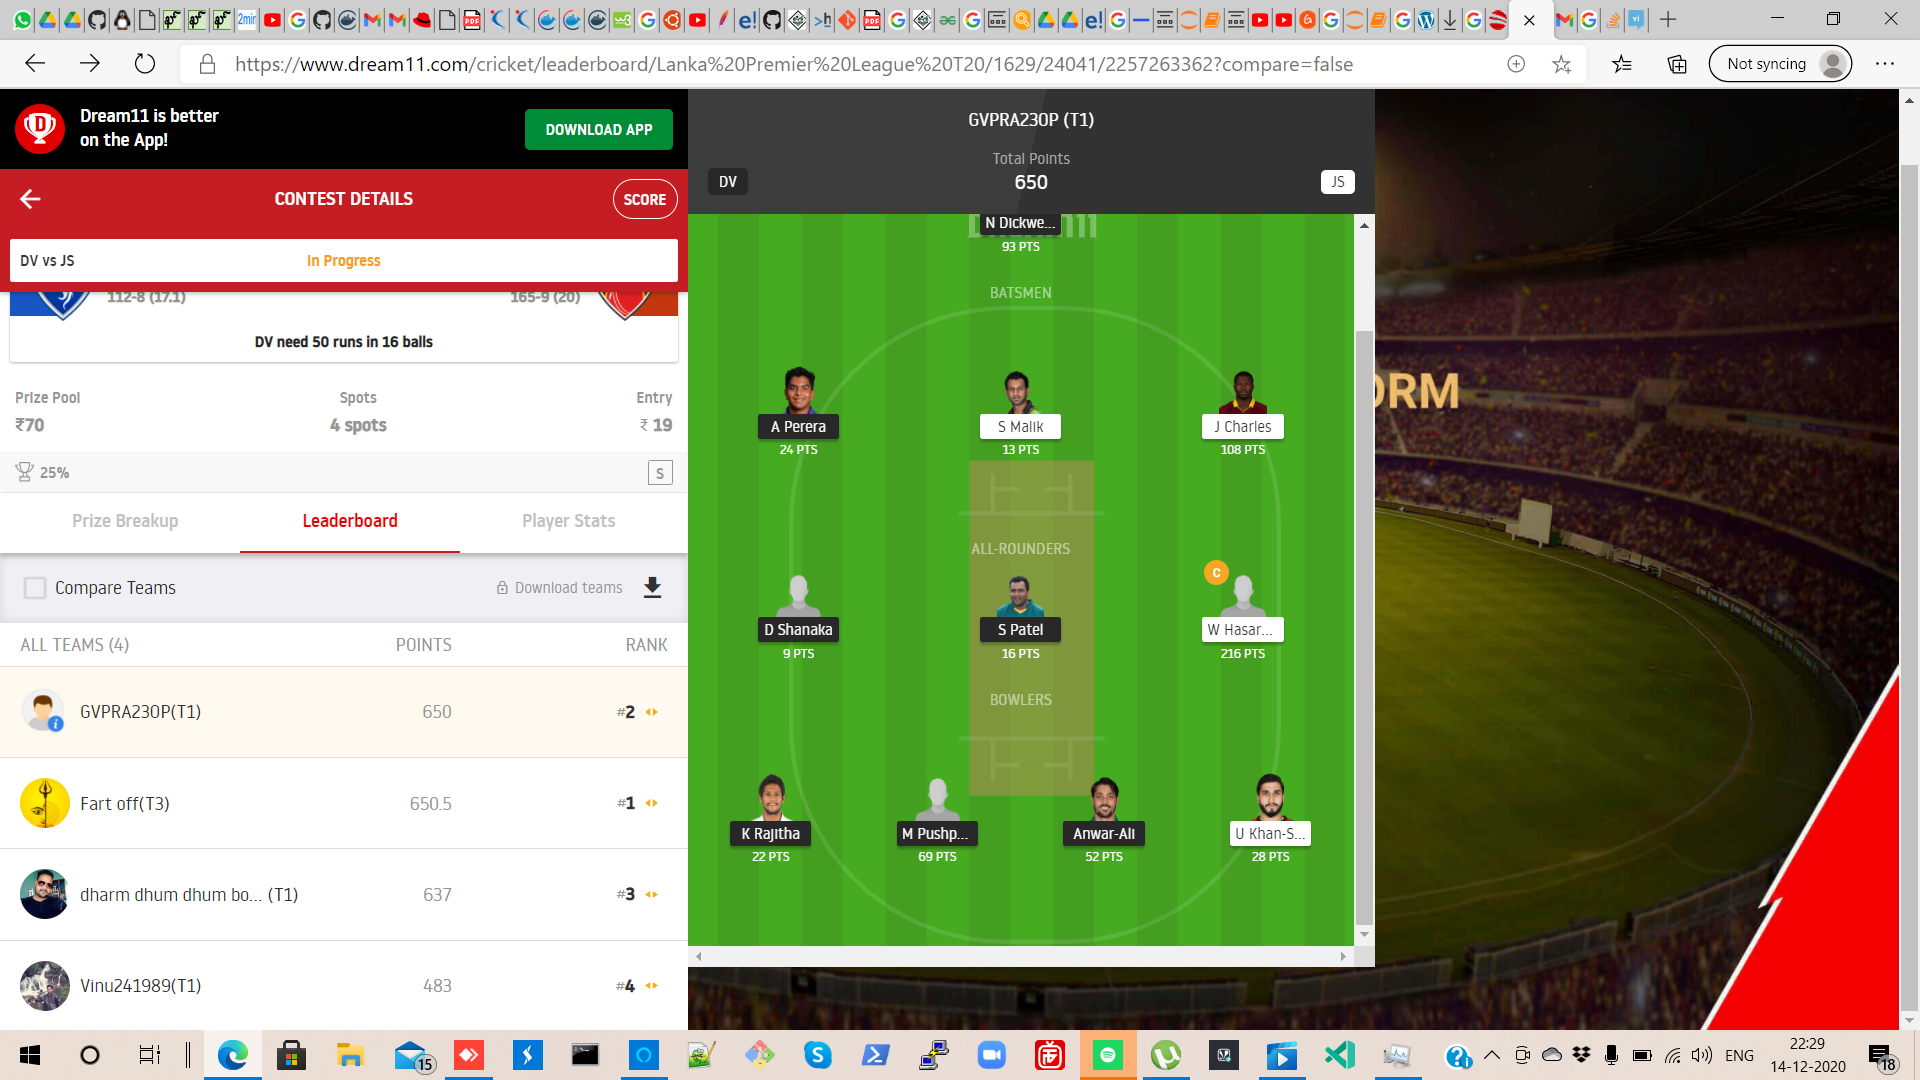 https://www.dream11.com/cricket/leaderboard/Lanka%20Premier%20League%20T20/1629/24041/2257263362?compare=false
Not syncing
Dream11 is better
on the App!
DOWNLOAD APP
CONTEST DETAILS
SCORE
DV vs JS
In Progress
112-8 (17.1)
165-9 (20)
DV need 50 runs in 16 balls
Prize Pool
Spots
Entry
₹70
4 spots
₹ 19
25%
S
Prize Breakup
Leaderboard
Player Stats
Compare Teams
Download teams
ALL TEAMS (4)
POINTS
RANK
GVPRA230P(T1)
650
#2
Fart off(T3)
650.5
#1
dharm dhum dhum bo... (T1)
637
#3
Vinu241989(T1)
483
#4
GVPRA230P (T1)
Total Points
650
DV
JS
N Dickwe...
93 PTS
BATSMEN
A Perera
24 PTS
S Malik
13 PTS
J Charles
108 PTS
ALL-ROUNDERS
C
D Shanaka
9 PTS
S Patel
16 PTS
W Hasar...
216 PTS
BOWLERS
K Rajitha
22 PTS
M Pushp...
69 PTS
Anwar-Ali
52 PTS
U Khan-S...
28 PTS
ORM
15
ENG
22:29
14-12-2020
18